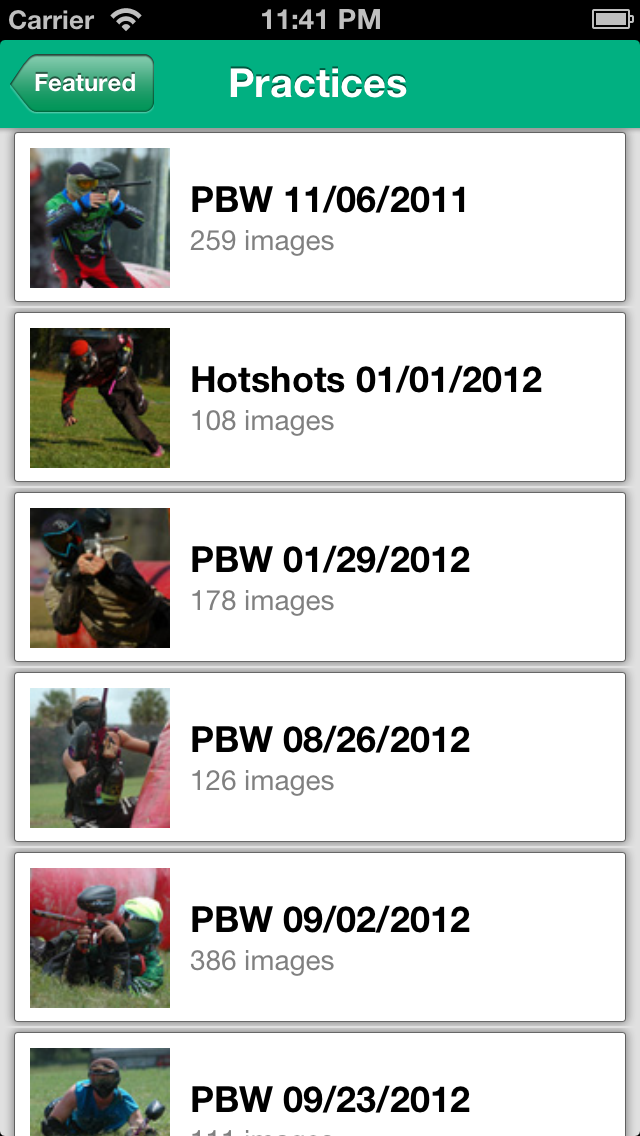 Carrier 11:41 PM
Featured Practices
PBW 11/06/2011
259 images
Hotshots 01/01/2012
108 images
PBW 01/29/2012
178 images
PBW 08/26/2012
126 images
PBW 09/02/2012
386 images
PBW 09/23/2012
111 images